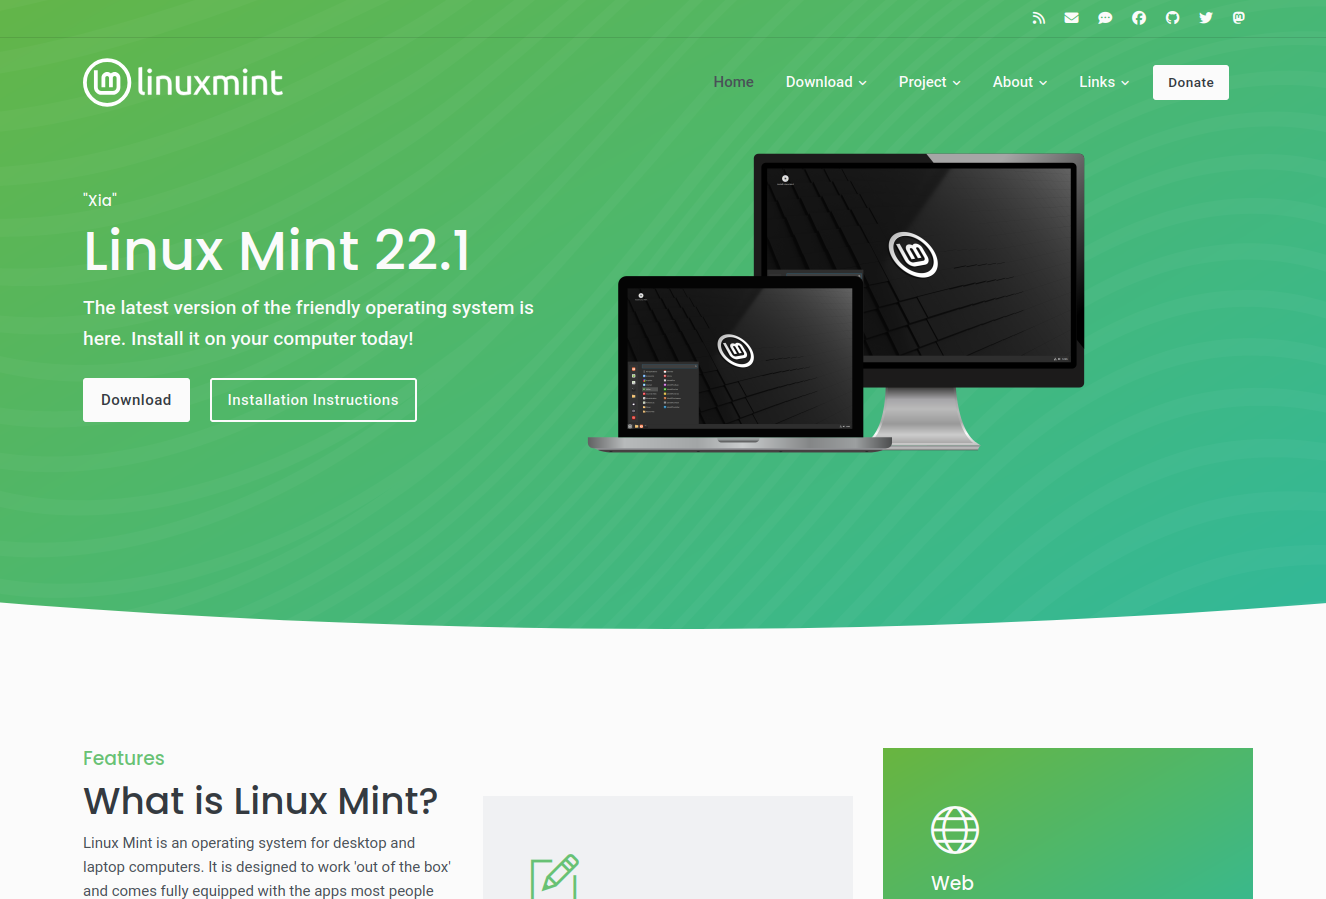 linuxmint
Home Download Project About Links Donate
"Xia"
Linux Mint 22.1
The latest version of the friendly operating system is
here. Install it on your computer today!
Download Installation Instructions
Features
What is Linux Mint?
Linux Mint is an operating system for desktop and
laptop computers. It is designed to work 'out of the box'
and comes fully equipped with the apps most people
Web